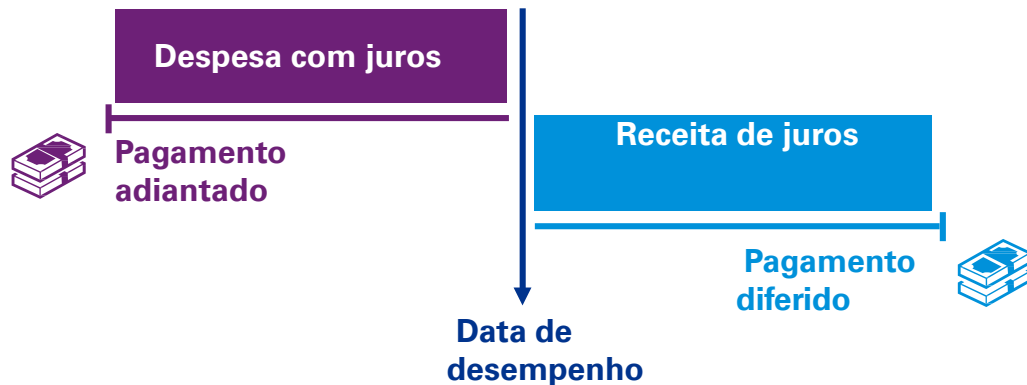 Despesa com juros
Receita de juros
Pagamento
adiantado
Pagamento
diferido
Data de
desempenho